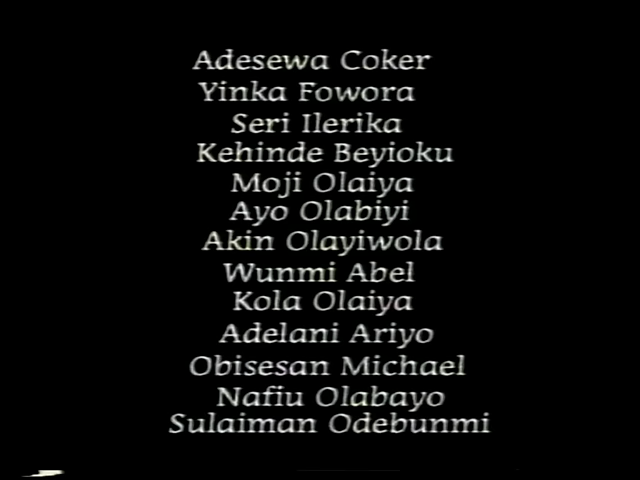 Adesewa Coker
Yinka Fowora
Seri Ilerika
Kehinde Beyioku
Moji Olaiya
Ayo Olabiyi
Akin Olayiwola
Wunmi Abel
Kola Olaiya
Adelani Ariyo
Obisesan Michael
Nafiu Olabayo
Sulaiman Odebunmi